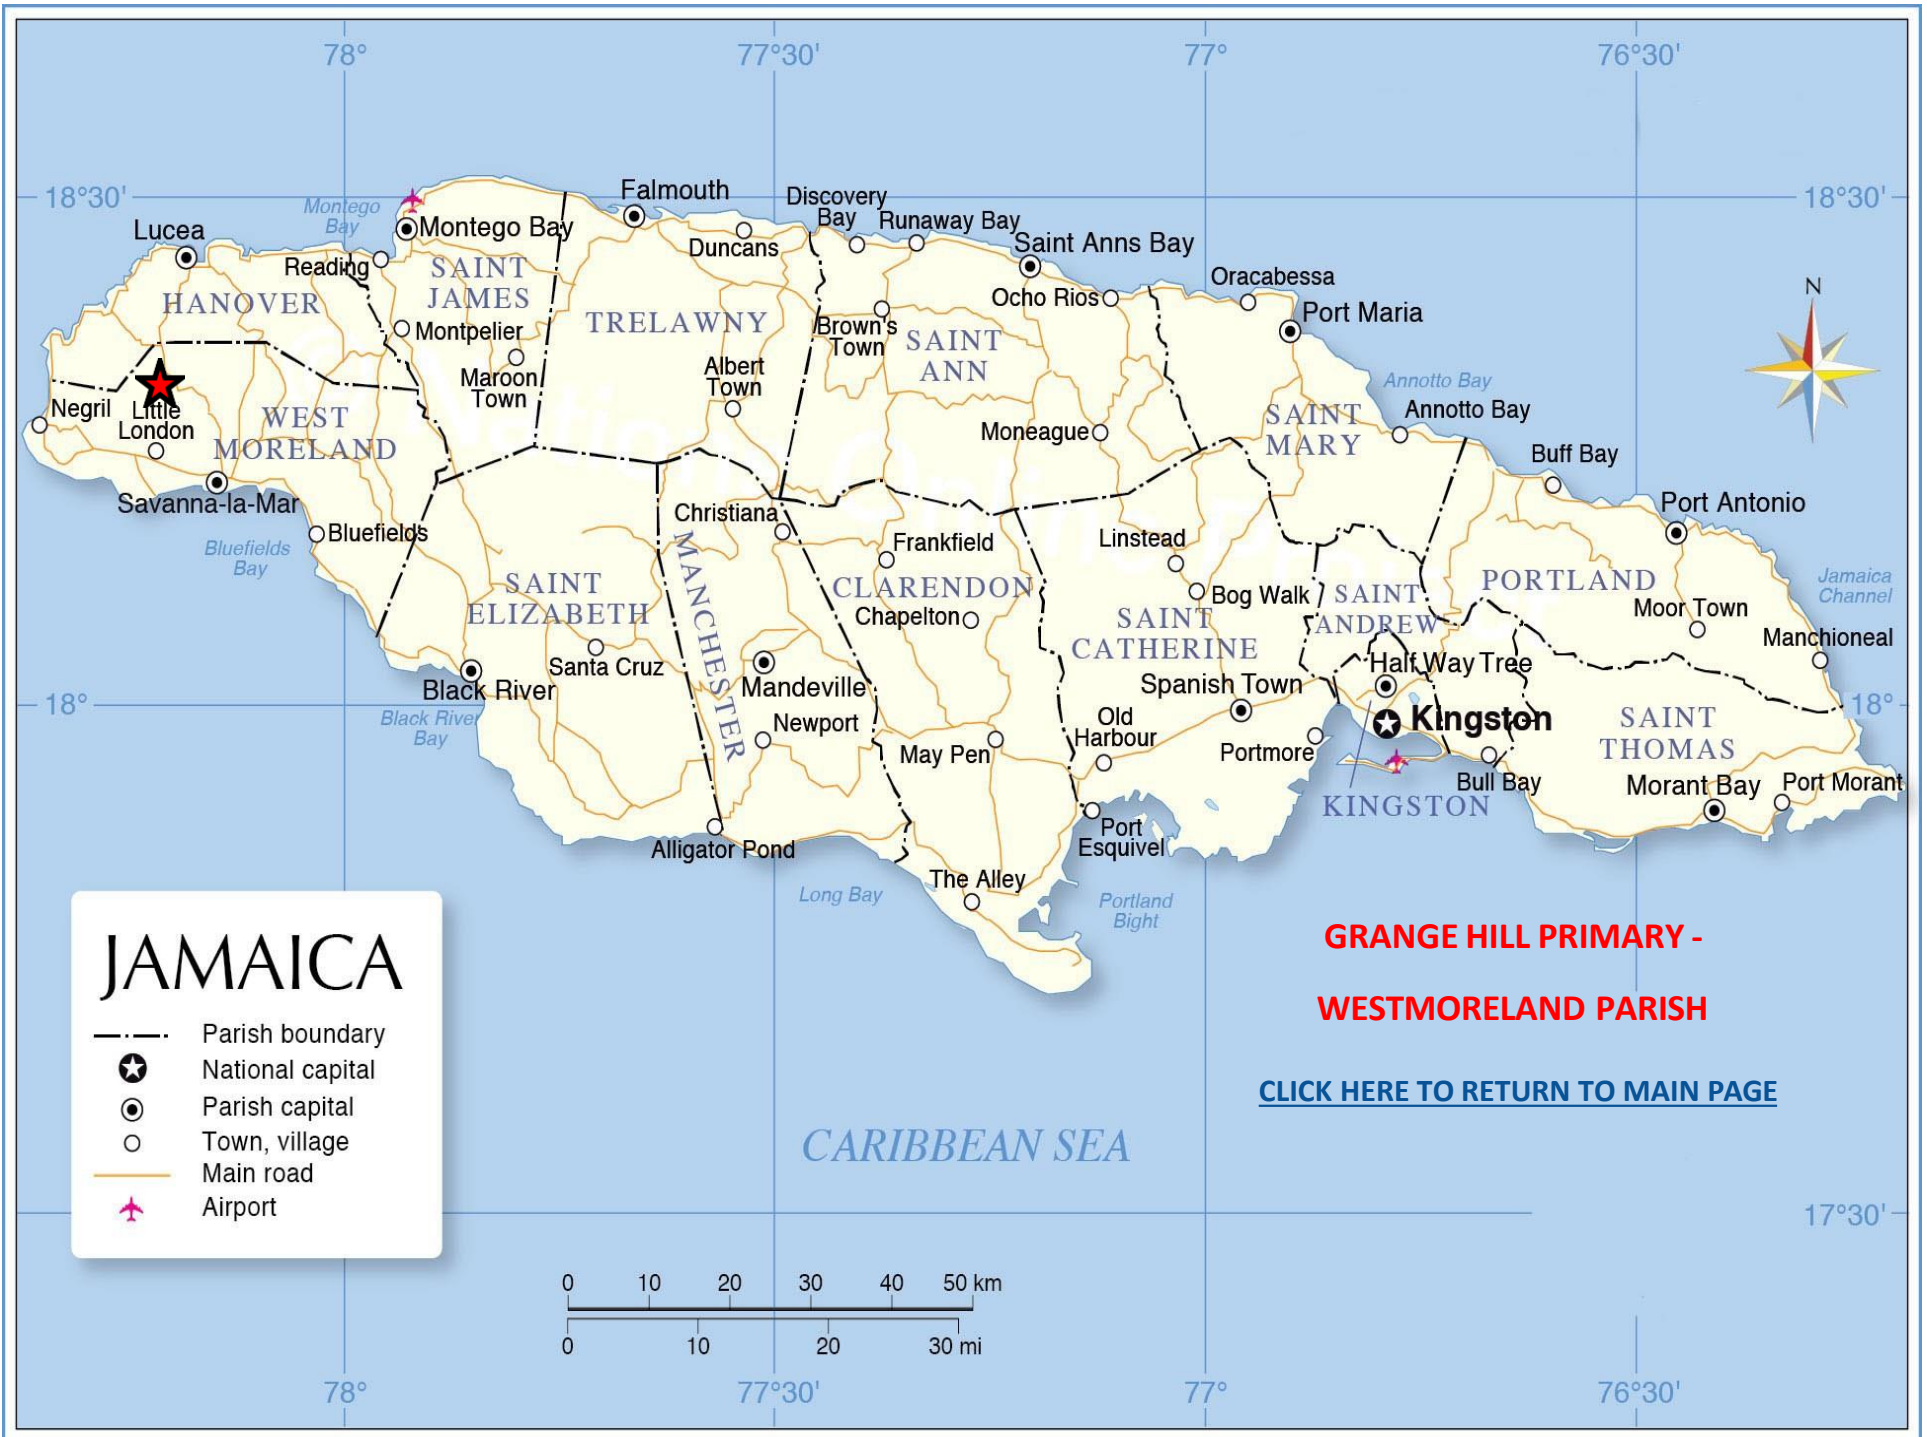 78°
77°30'
77°
76°30'
18°30'
18°30'
Montego
Bay
Lucea
Montego Bay
Falmouth
Discovery
Bay
Runaway Bay
Duncans
Saint Anns Bay
Reading
SAINT
JAMES
HANOVER
Ocho Rios
Oracabessa
Port Maria
N
Montpelier
TRELAWNY
Brown's
Town
SAINT
ANN
Maroon
Town
Albert
Town
Annotto Bay
Annotto Bay
Negril
Little
London
WEST
MORELAND
Moneague
SAINT
MARY
Buff Bay
Savanna-la-Mar
Port Antonio
Christiana
Bluefields
Bluefields
Bay
Frankfield
Linstead
SAINT
ELIZABETH
MANCHESTER
CLARENDON
Chapelton
Bog Walk
SAINT
ANDREW
PORTLAND
Moor Town
Jamaica
Channel
SAINT
CATHERINE
Manchioneal
Santa Cruz
Half Way Tree
Black River
Mandeville
Spanish Town
18°
18°
Black River
Bay
Newport
Old
Harbour
Kingston
SAINT
THOMAS
May Pen
Portmore
Bull Bay
Morant Bay
Port Morant
KINGSTON
Alligator Pond
Port
Esquivel
The Alley
Long Bay
Portland
Bight
GRANGE HILL PRIMARY -
WESTMORELAND PARISH
CLICK HERE TO RETURN TO MAIN PAGE
JAMAICA
Parish boundary
National capital
Parish capital
Town, village
Main road
Airport
CARIBBEAN SEA
17°30'
0 10 20 30 40 50 km
0 10 20 30 mi
78°
77°30'
77°
76°30'